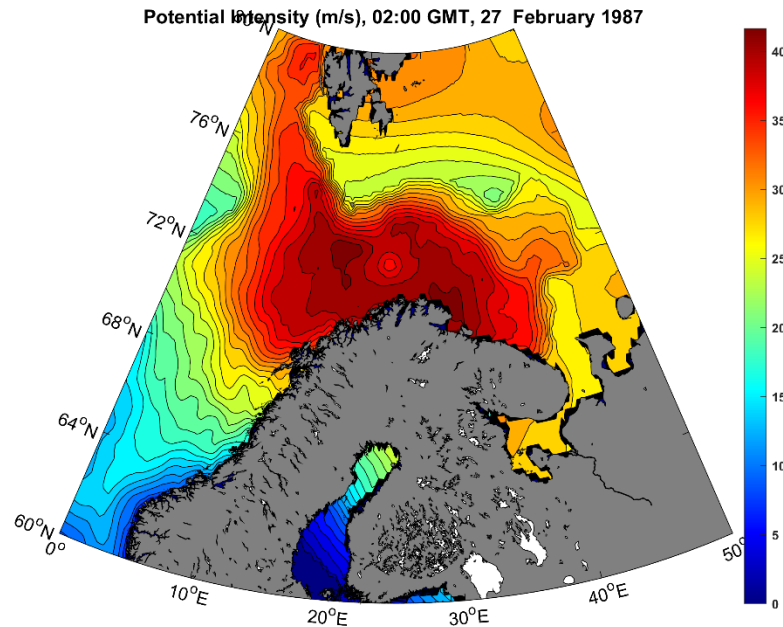 Potential Intensity (m/s), 02:00 GMT, 27  February 1987
80°N
76°N
72°N
68°N
64°N
60°N
0°
10°E
20°E
30°E
40°E
50°
40
35
30
25
20
15
10
5
0